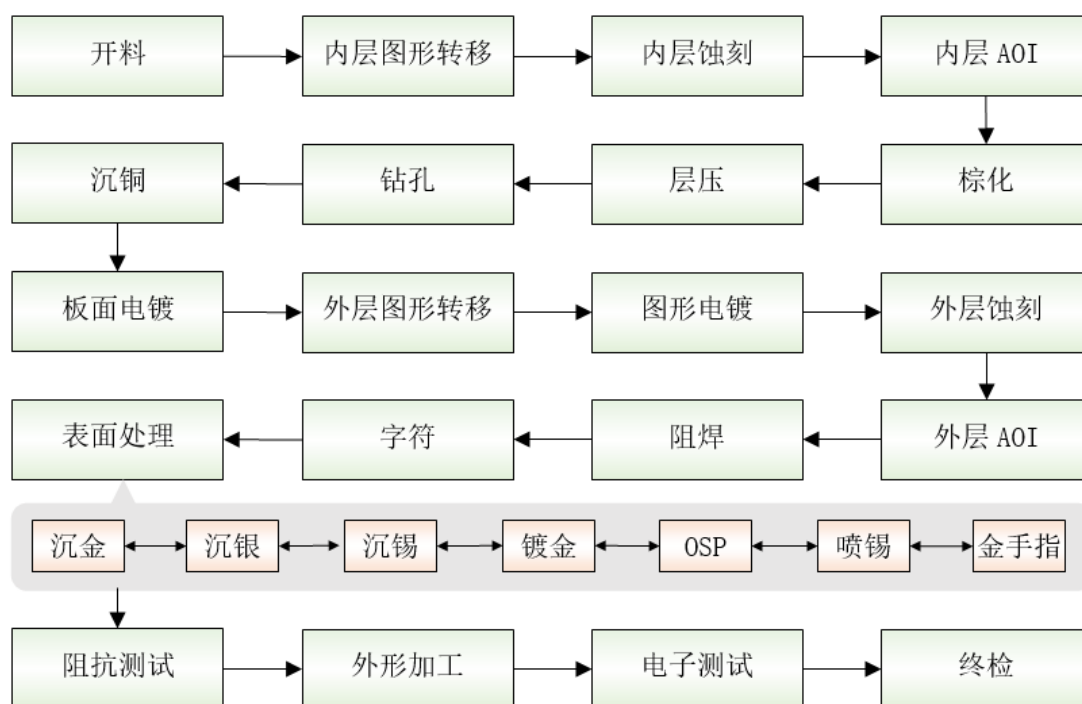 开料
内层图形转移
内层蚀刻
内层 AOI
沉铜
钻孔
层压
棕化
板面电镀
外层图形转移
图形电镀
外层蚀刻
表面处理
字符
阻焊
外层 AOI
沉金
沉银
沉锡
镀金
OSP
喷锡
金手指
阻抗测试
外形加工
电子测试
终检